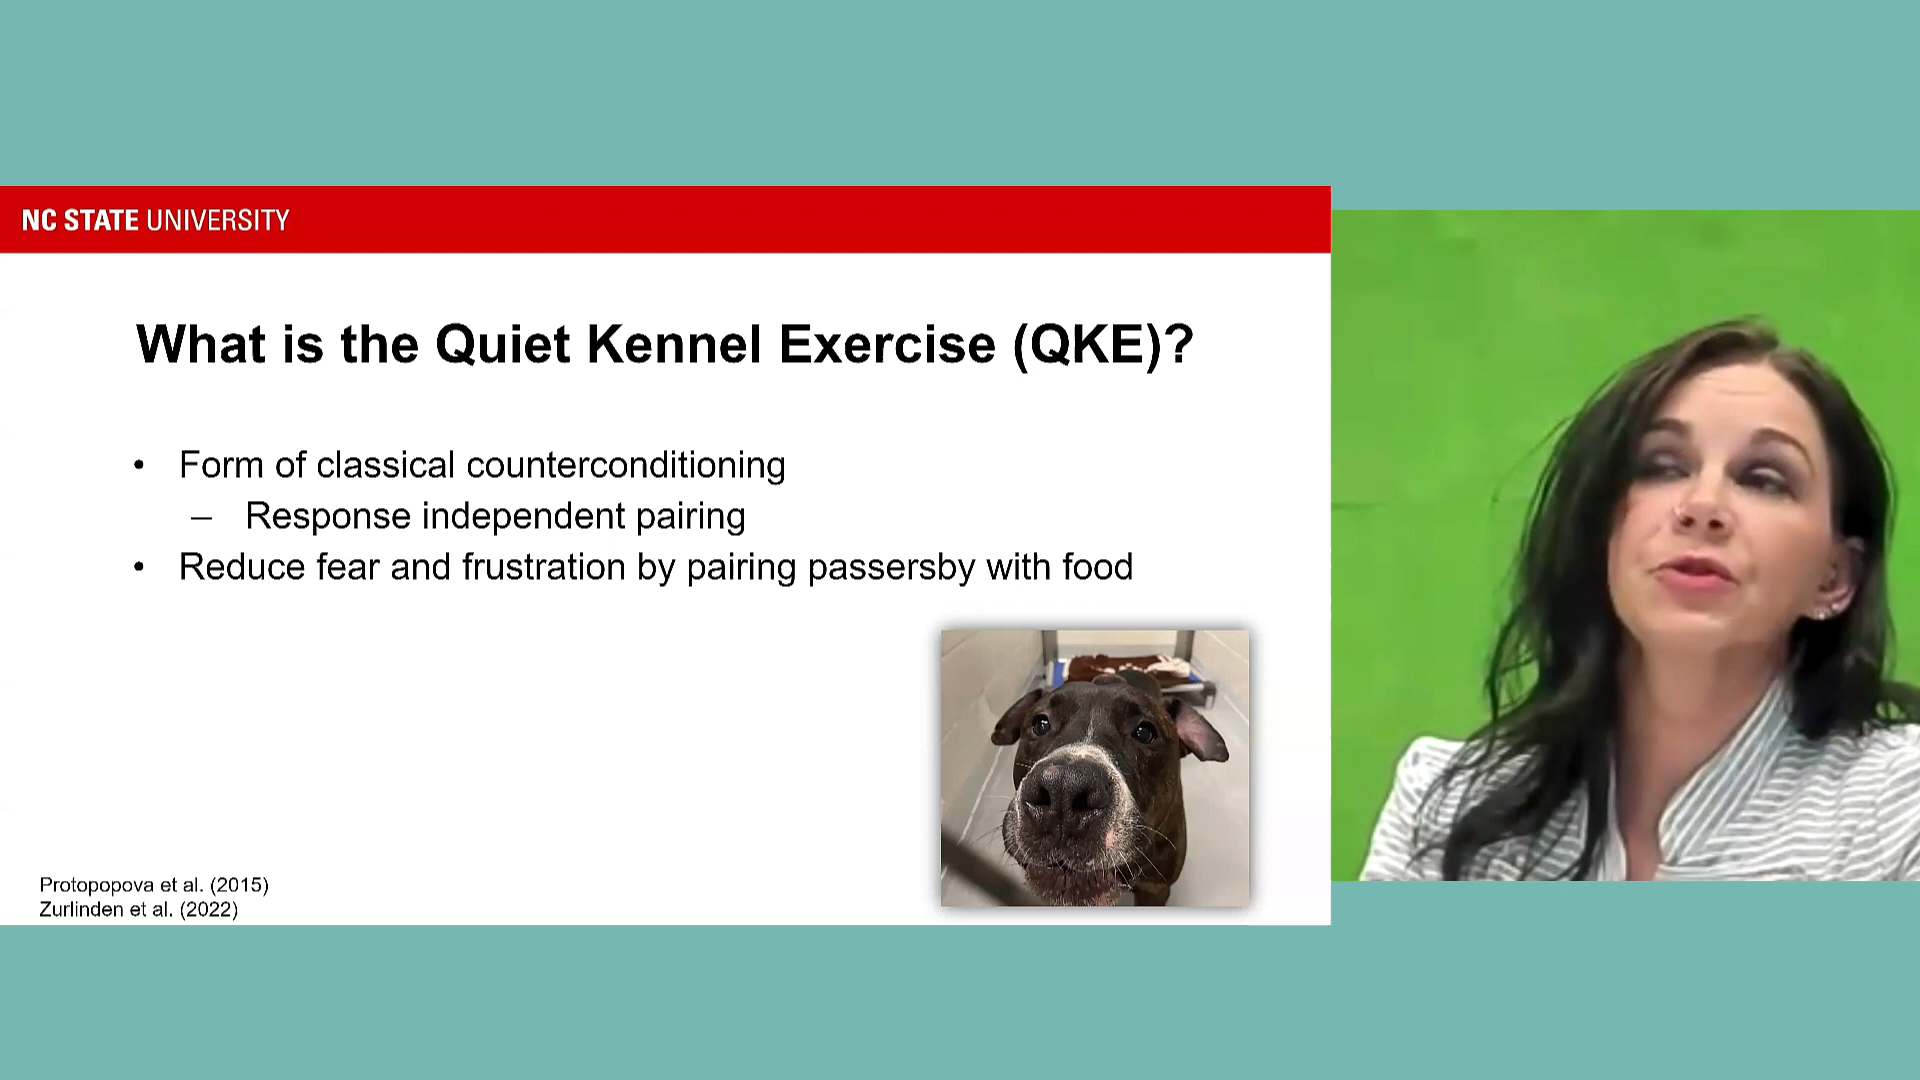 NC STATE UNIVERSITY
What is the Quiet Kennel Exercise (QKE)?
• Form of classical counterconditioning
– Response independent pairing
• Reduce fear and frustration by pairing passersby with food
Protopopova et al. (2015)
Zurlinden et al. (2022)